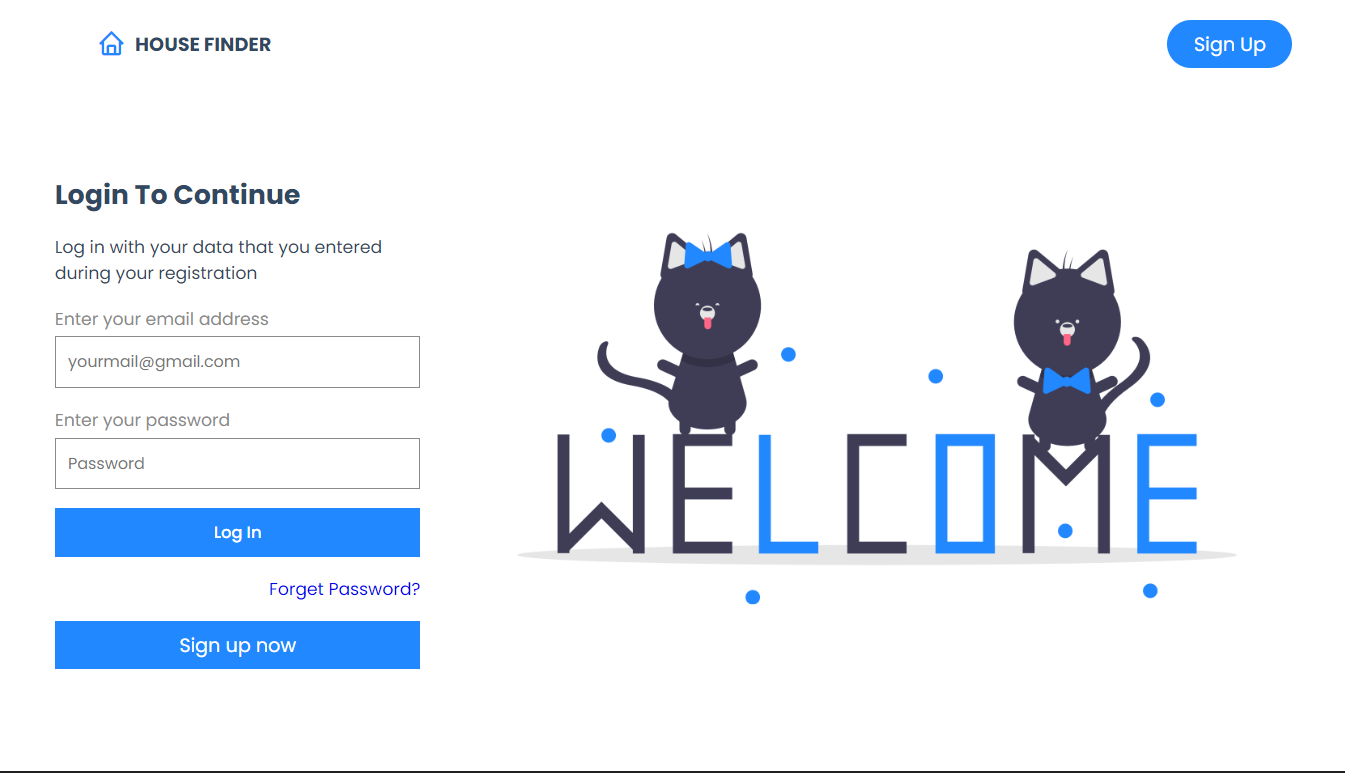 HOUSE FINDER
Sign Up
Login To Continue
Log in with your data that you entered
during your registration
Enter your email address
yourmail@gmail.com
Enter your password
Password
Log In
Forget Password?
Sign up now
WELCOME